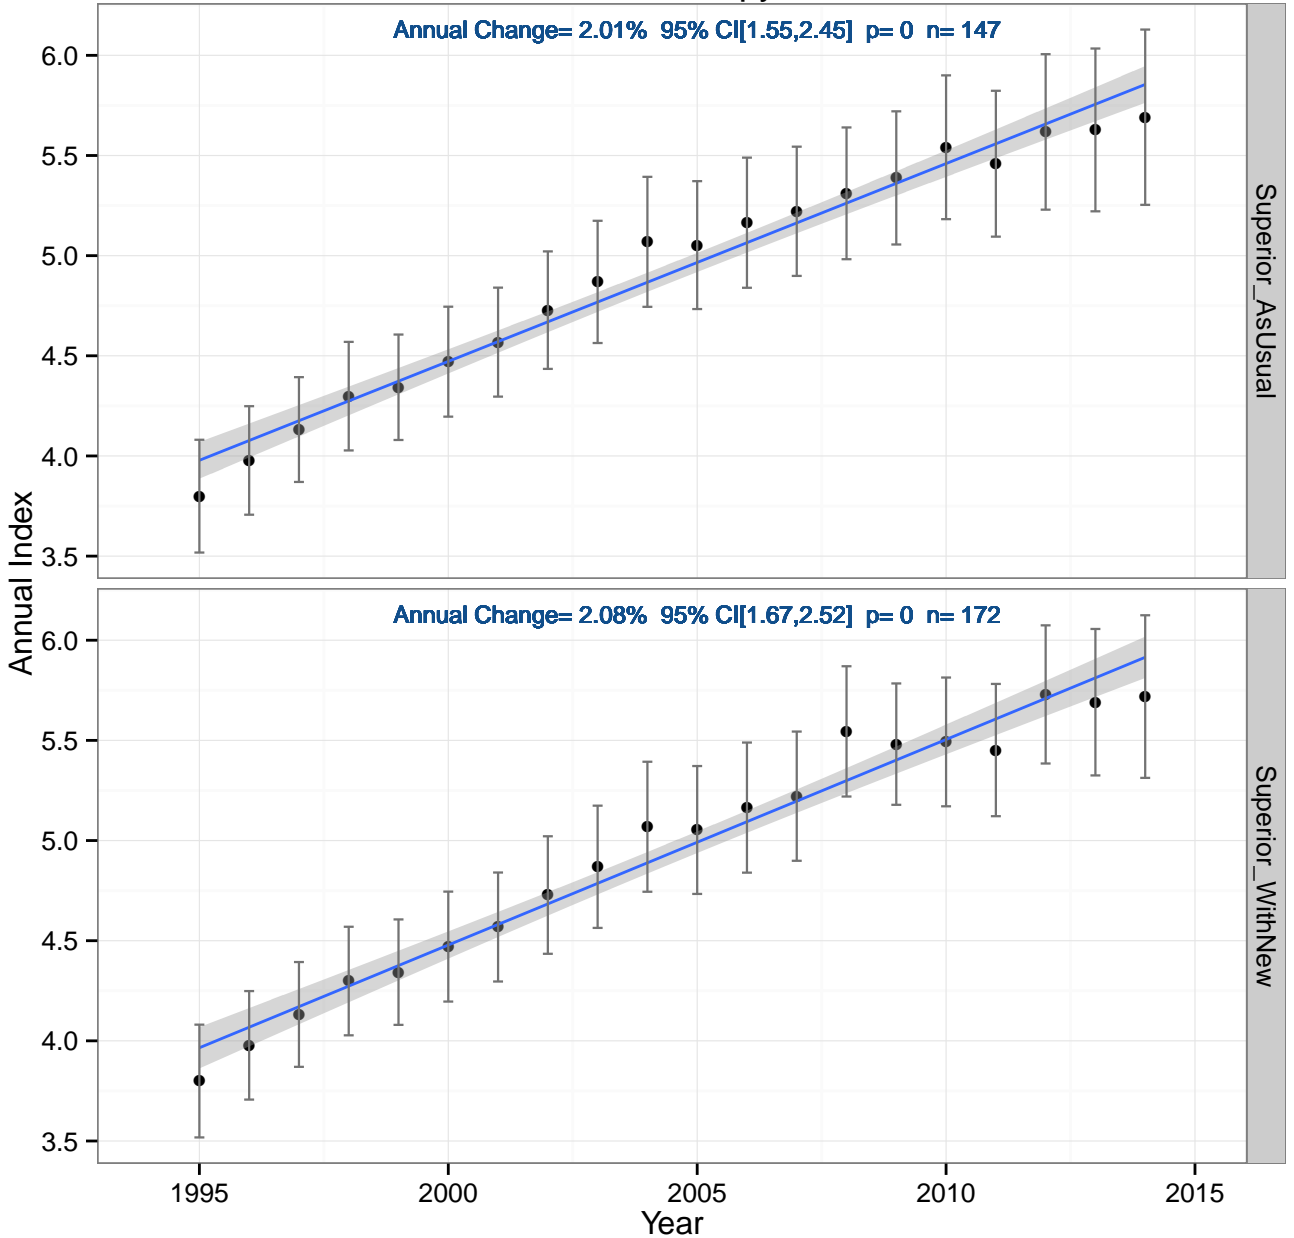 Annual Change= 2.01%  95% CI[1.55,2.45]  p= 0  n= 147
6.0
5.5
5.0
4.5
4.0
3.5
Superior_AsUsual
Annual Index
Annual Change= 2.08%  95% CI[1.67,2.52]  p= 0  n= 172
6.0
5.5
5.0
4.5
4.0
3.5
Superior_WithNew
1995 2000 2005 2010 2015
Year